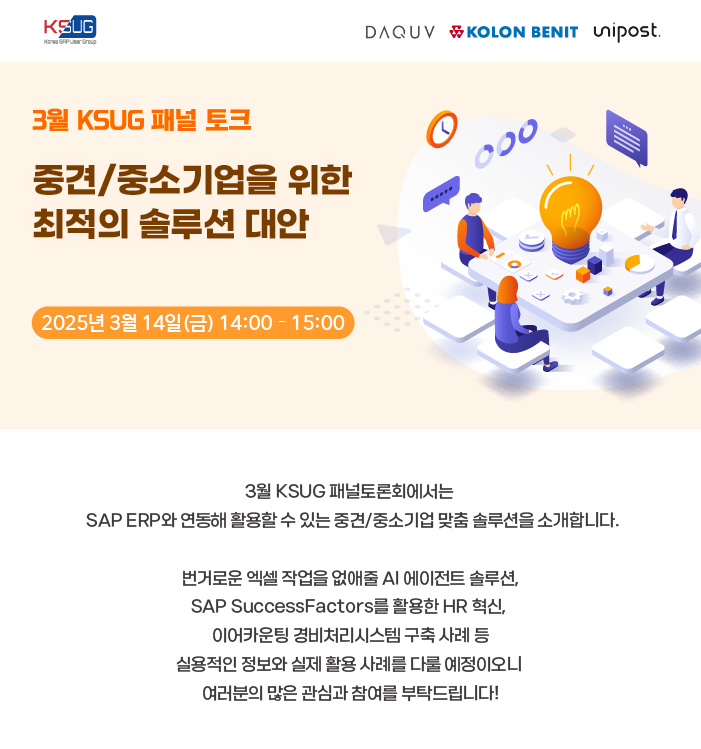 KSUG
Korea SAP User Group
DAQUV
KOLON BENIT
unipost.
3월 KSUG 패널 토크
중견/중소기업을 위한
최적의 솔루션 대안
2025년 3월 14일(금) 14:00 - 15:00
3월 KSUG 패널토론회에서는
SAP ERP와 연동해 활용할 수 있는 중견/중소기업 맞춤 솔루션을 소개합니다.
번거로운 엑셀 작업을 없애줄 AI 에이전트 솔루션,
SAP SuccessFactors를 활용한 HR 혁신,
이어카운팅 경비처리시스템 구축 사례 등
실용적인 정보와 실제 활용 사례를 다룰 예정이오니
여러분의 많은 관심과 참여를 부탁드립니다!